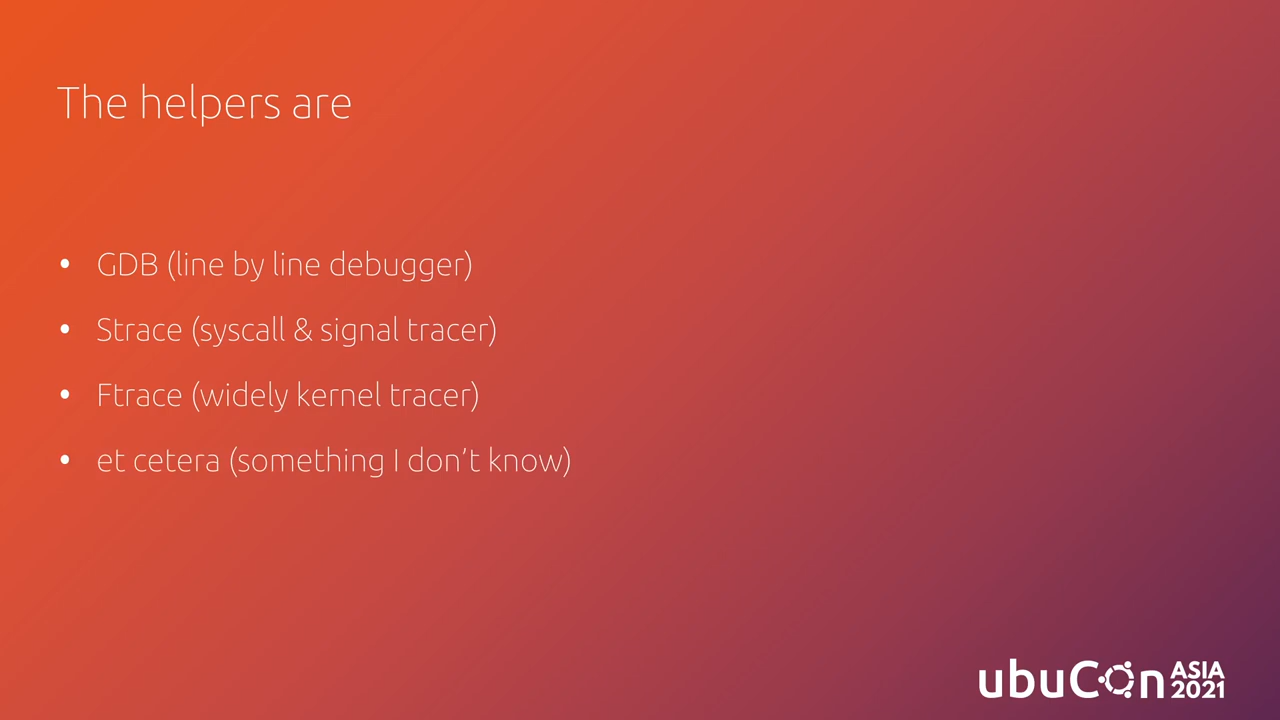 The helpers are
• GDB (line by line debugger)
• Strace (syscall & signal tracer)
• Ftrace (widely kernel tracer)
• et cetera (something I don’t know)
ubuCon ASIA 2021